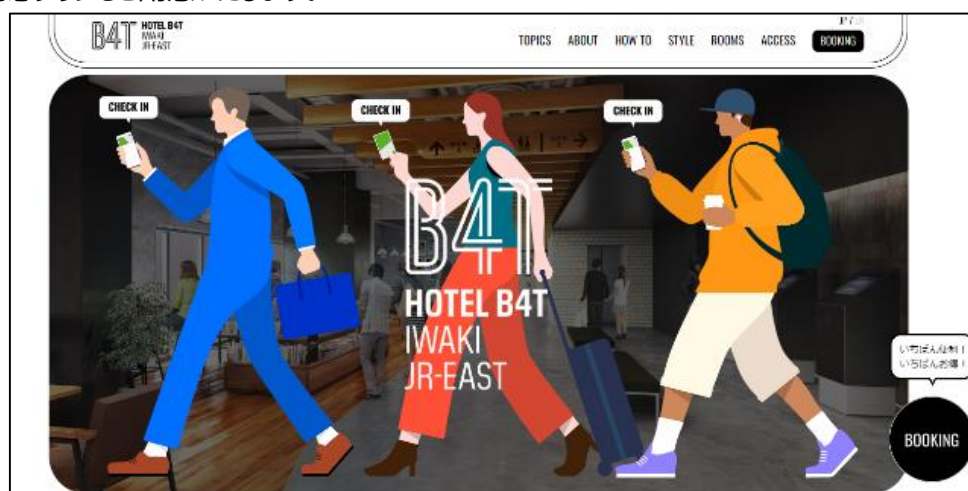 B4T HOTEL B4T
IWAKI
JR-EAST
TOPICS ABOUT HOW TO STYLE ROOMS ACCESS BOOKING
CHECK IN
CHECK IN
CHECK IN
B4T
HOTEL B4T
IWAKI
JR-EAST
いちばん便利！
いちばんお得！
BOOKING